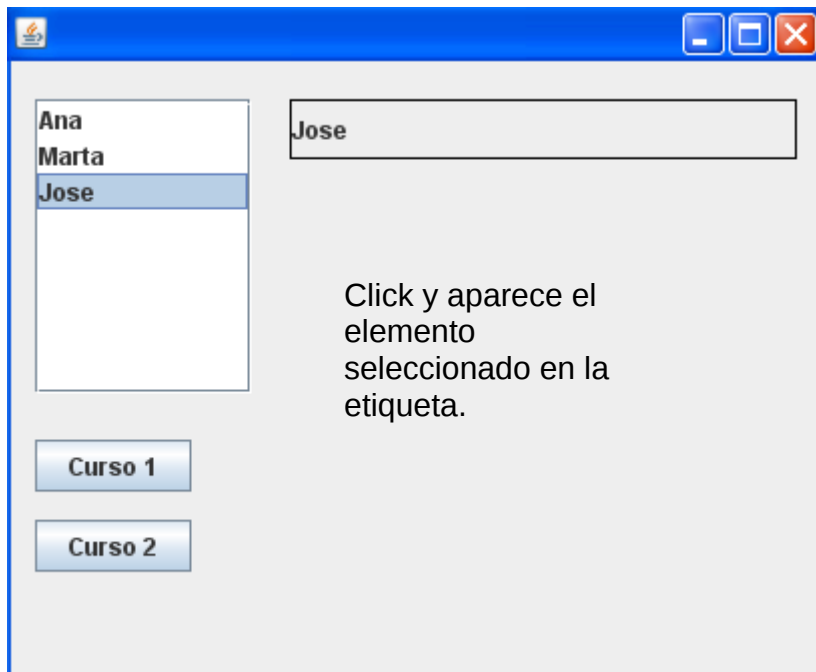 Ana
Marta
Jose
Jose
Click y aparece el
elemento
seleccionado en la
etiqueta.
Curso 1
Curso 2